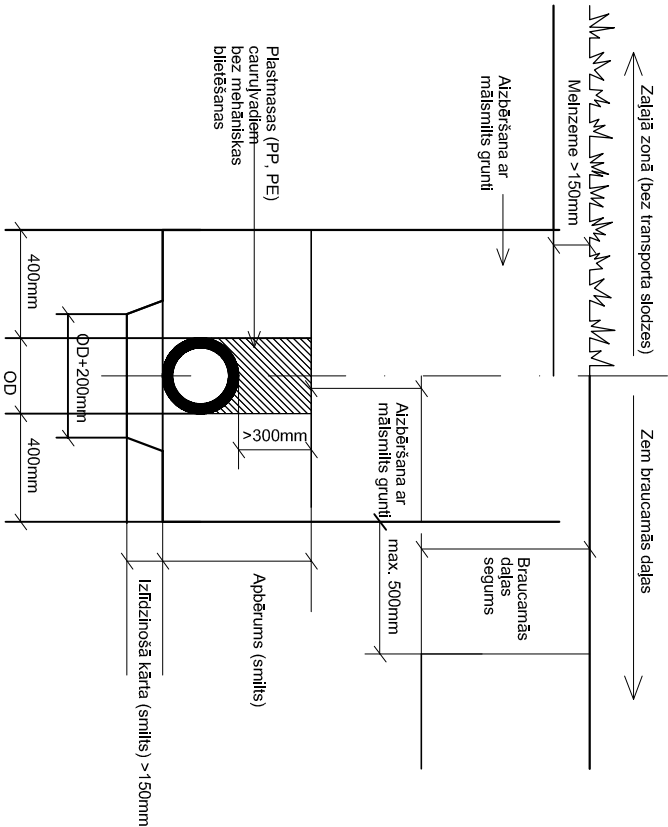 Zaļajā zonā (bez transporta slodzes)
Zem braucamās daļas
Melnzeme >150mm
Aizbēršana ar
mālsmilts grunti
Braucamās
daļas
segums
Plastmasas (PP, PE)
cauruļvadiem
bez mehāniskas
blietēšanas
Aizbēršana ar
mālsmilts grunti
max. 500mm
>300mm
Apbērums (smilts)
Izlīdzinošā kārta (smilts) >150mm
OD+200mm
400mm
OD
400mm